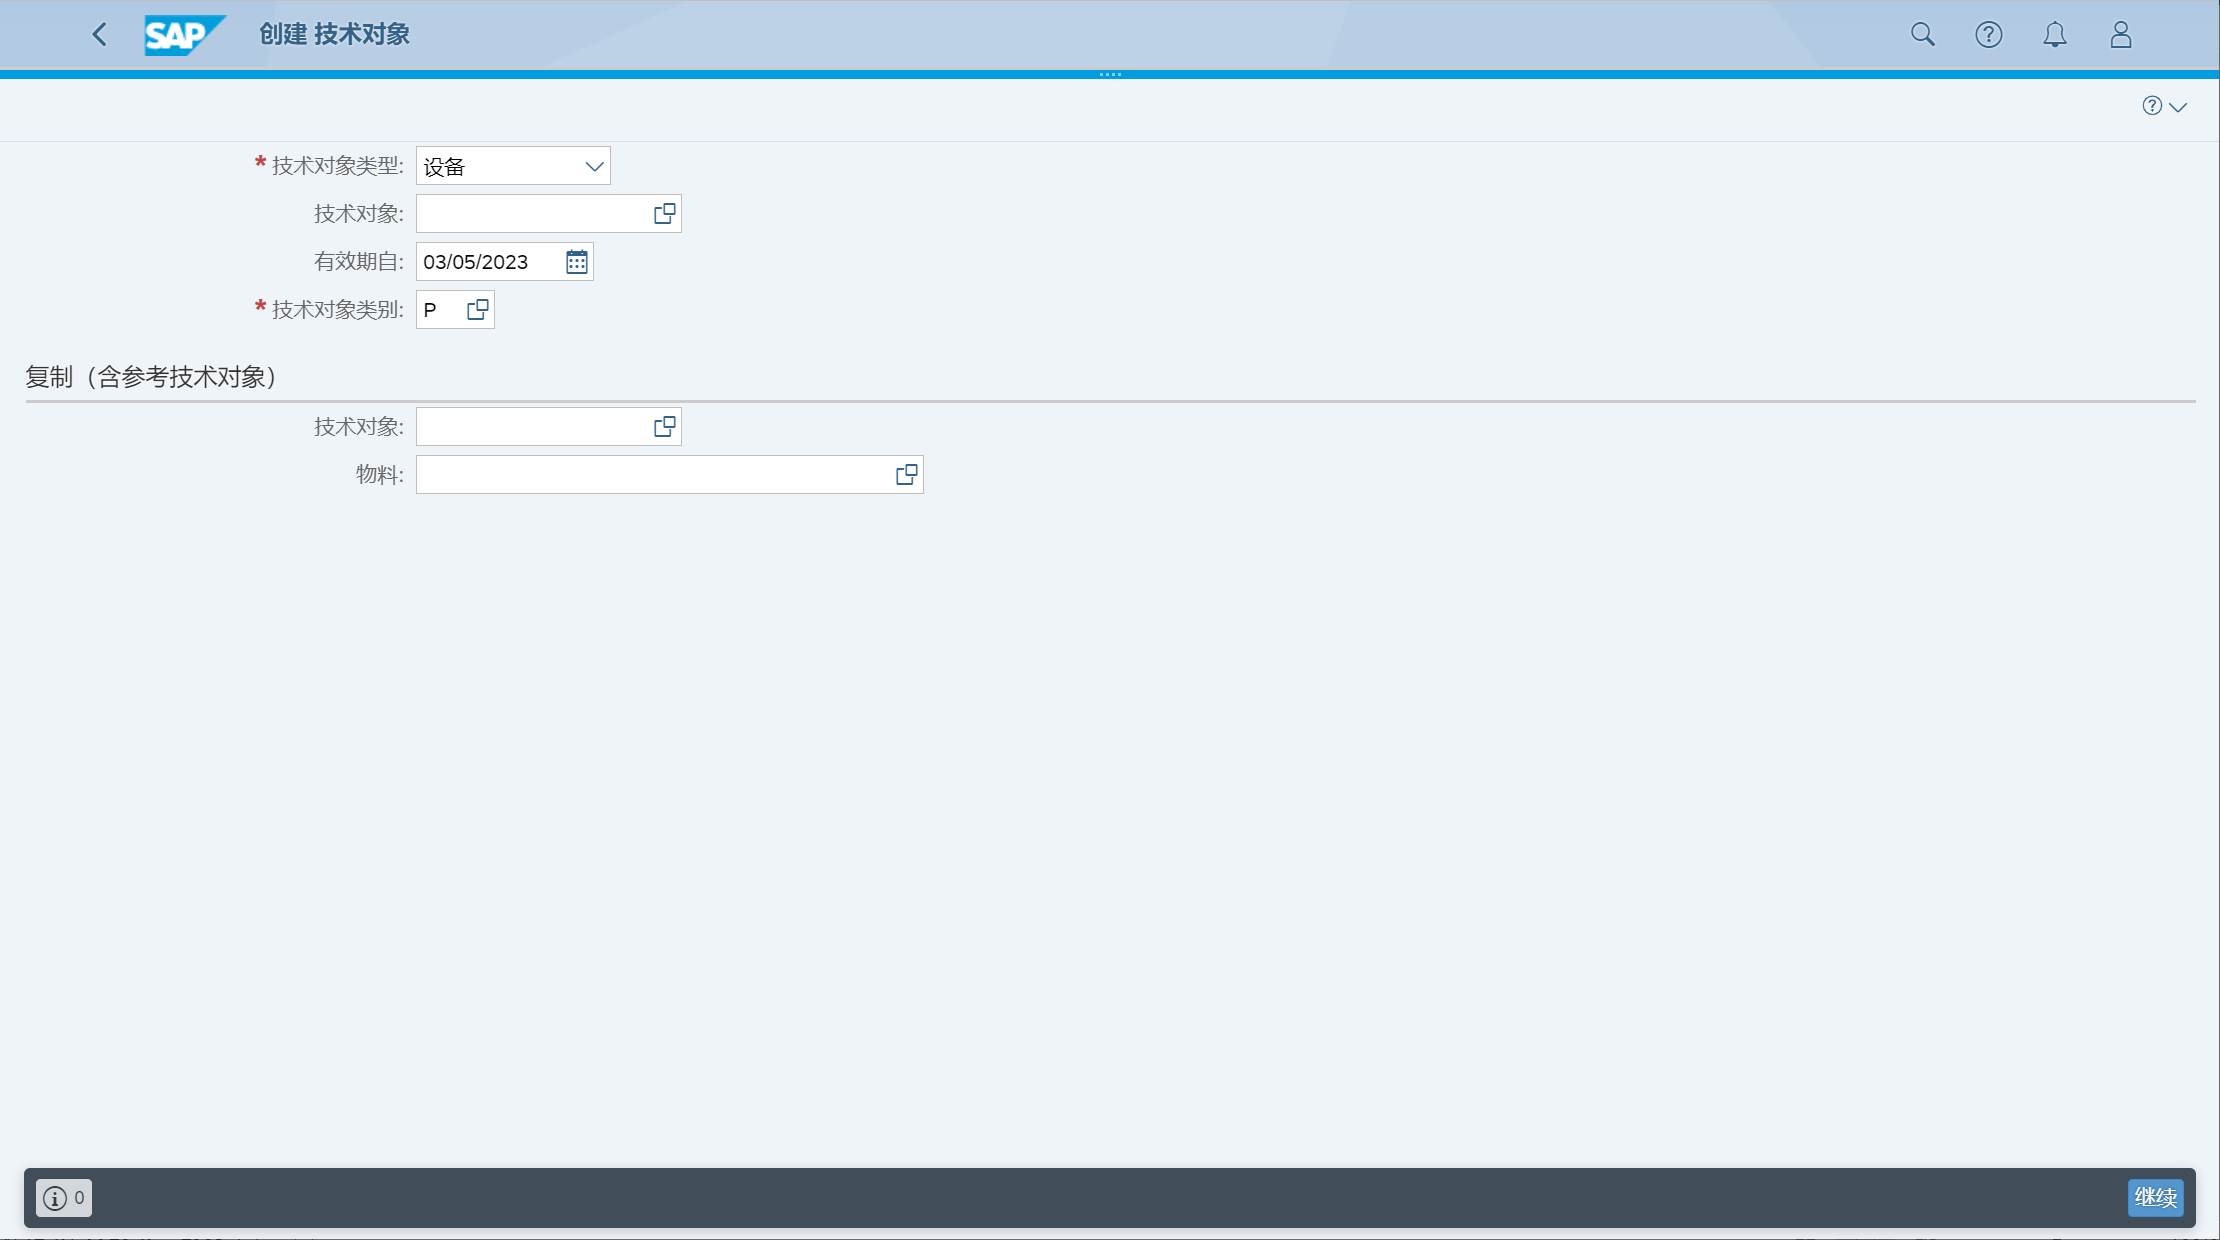 SAP 创建 技术对象
* 技术对象类型: 设备
技术对象:
有效期自: 03/05/2023
* 技术对象类别: P
复制（含参考技术对象）
技术对象:
物料:
0 继续